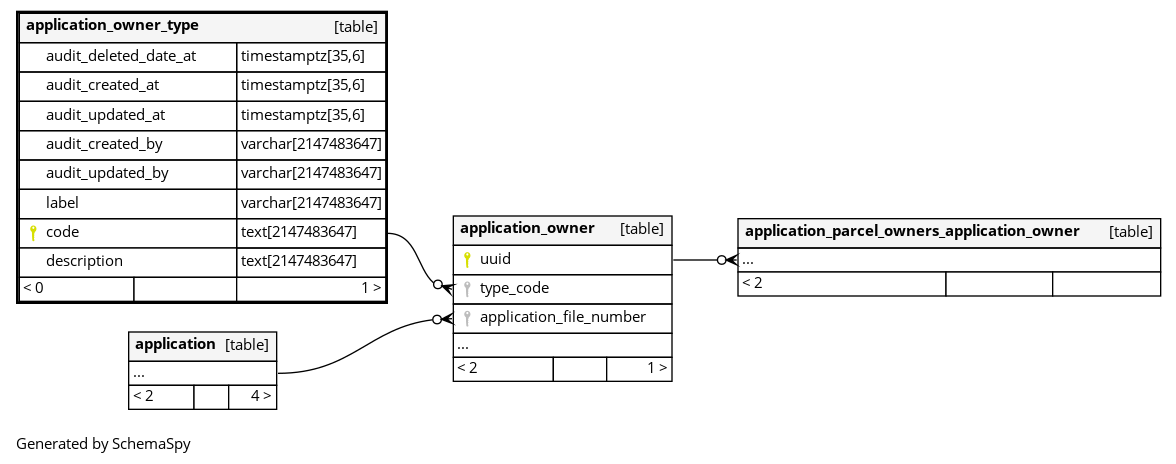 application_owner_type [table]
audit_deleted_date_at timestamptz[35,6]
audit_created_at timestamptz[35,6]
audit_updated_at timestamptz[35,6]
audit_created_by varchar[2147483647]
audit_updated_by varchar[2147483647]
label varchar[2147483647]
code text[2147483647]
description text[2147483647]
< 0 1 >
application [table]
...
< 2 4 >
application_owner [table]
uuid
type_code
application_file_number
...
< 2 1 >
application_parcel_owners_application_owner [table]
...
< 2
Generated by SchemaSpy